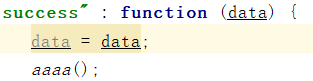 success" : function (data) {
data = data;
aaaa();